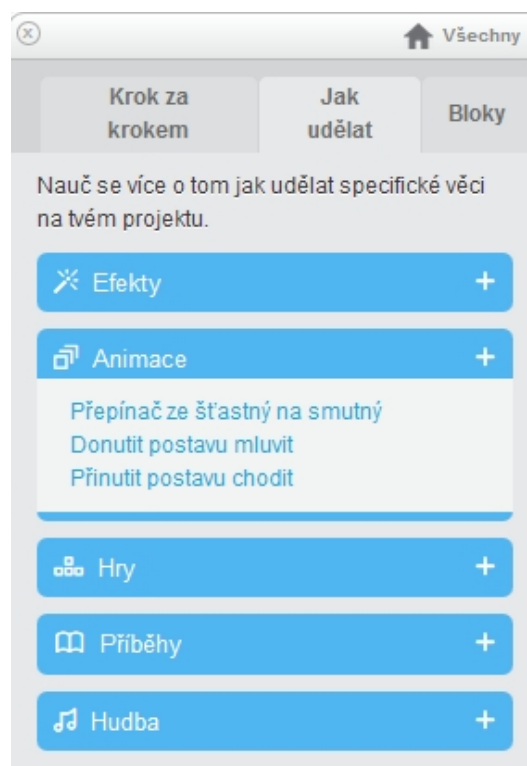 Všechny
Krok za
krokem
Jak
udělat
Bloky
Nauč se více o tom jak udělat specifické věci
na tvém projektu.
Efekty +
Animace +
Přepínač ze šťastný na smutný
Donutit postavu mluvit
Přinutit postavu chodit
Hry +
Příběhy +
Hudba +